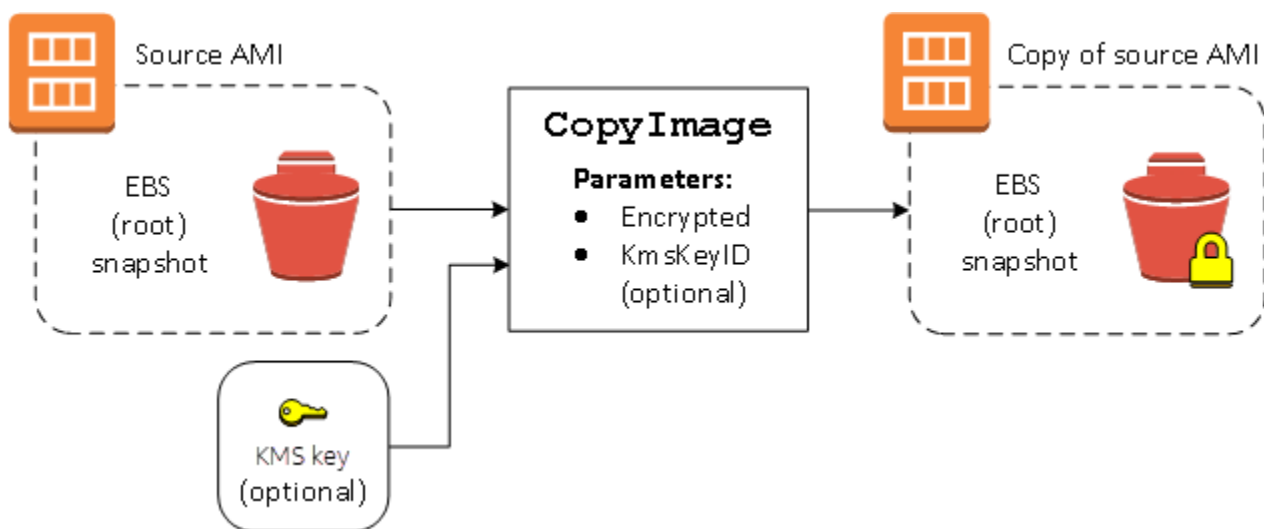 Source AMI
EBS
(root)
snapshot
KMS key
(optional)
CopyImage
Parameters:
● Encrypted
● KmsKeyID
(optional)
Copy of source AMI
EBS
(root)
snapshot